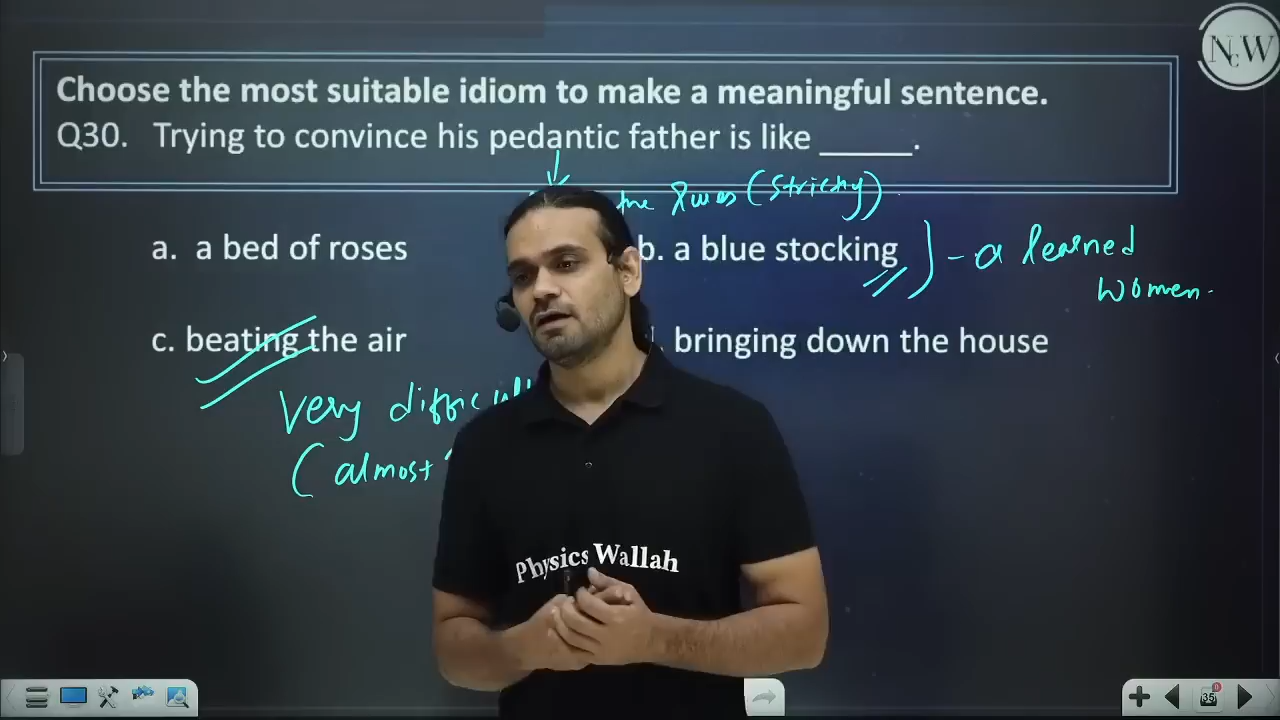 NcW
Choose the most suitable idiom to make a meaningful sentence.
Q30. Trying to convince his pedantic father is like ______.
the (Strictly)
a. a bed of roses
b. a blue stocking
- a learned
women.
c. beating the air
bringing down the house
Very
(almost
Physics Wallah
35